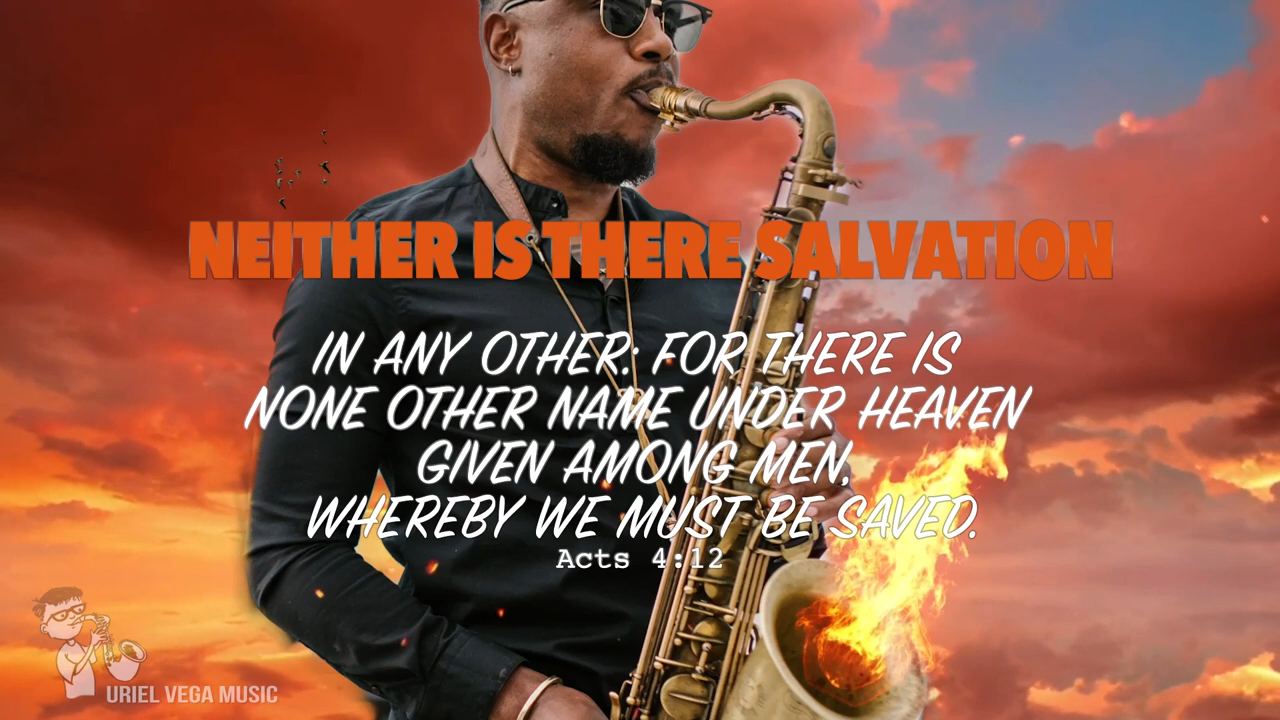 NEITHER IS THERE SALVATION
IN ANY OTHER: FOR THERE IS
NONE OTHER NAME UNDER HEAVEN
GIVEN AMONG MEN,
WHEREBY WE MUST BE SAVED.
Acts 4:12
URIEL VEGA MUSIC